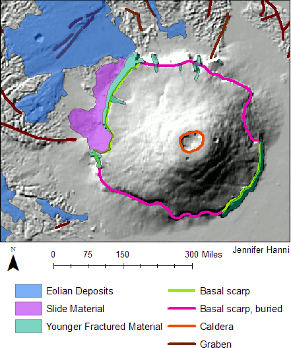 Jennifer Hanni
N
0 75 150 300 Miles
Eolian Deposits
Slide Material
Younger Fractured Material
Basal scarp
Basal scarp, buried
Caldera
Graben